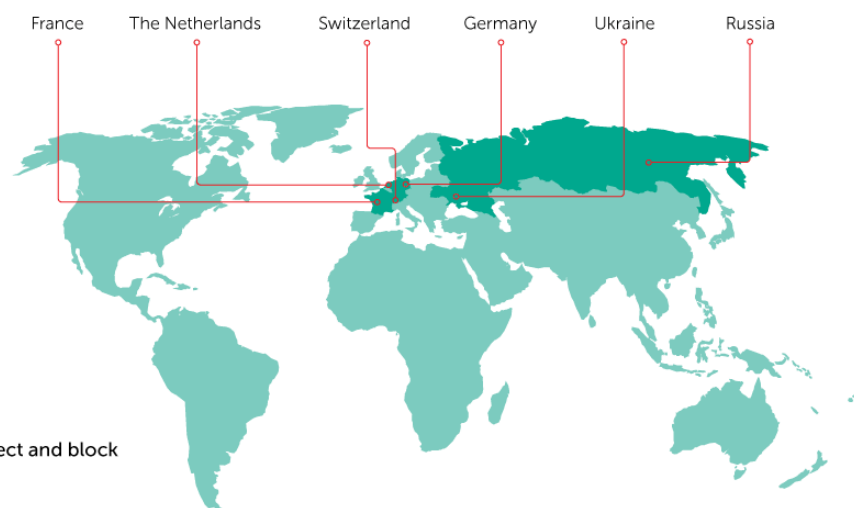 France The Netherlands Switzerland Germany Ukraine Russia
ect and block